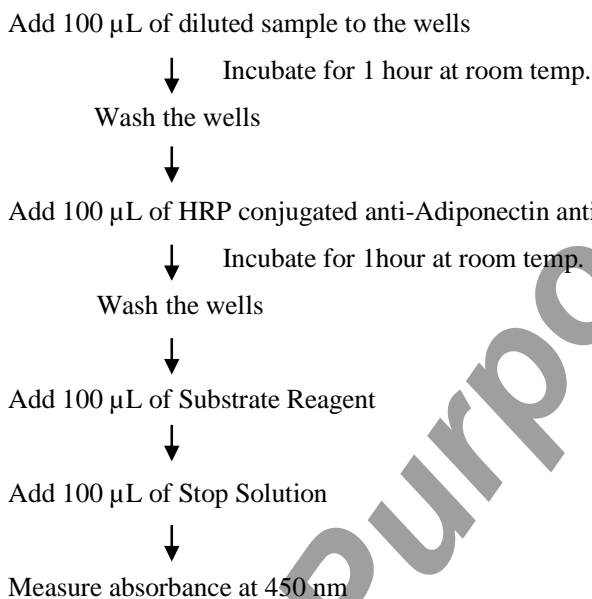 Add 100 µL of diluted sample to the wells
Incubate for 1 hour at room temp.
Wash the wells
Add 100 µL of HRP conjugated anti-Adiponectin anti
Incubate for 1hour at room temp.
Wash the wells
Add 100 µL of Substrate Reagent
Add 100 µL of Stop Solution
Measure absorbance at 450 nm
Purpo